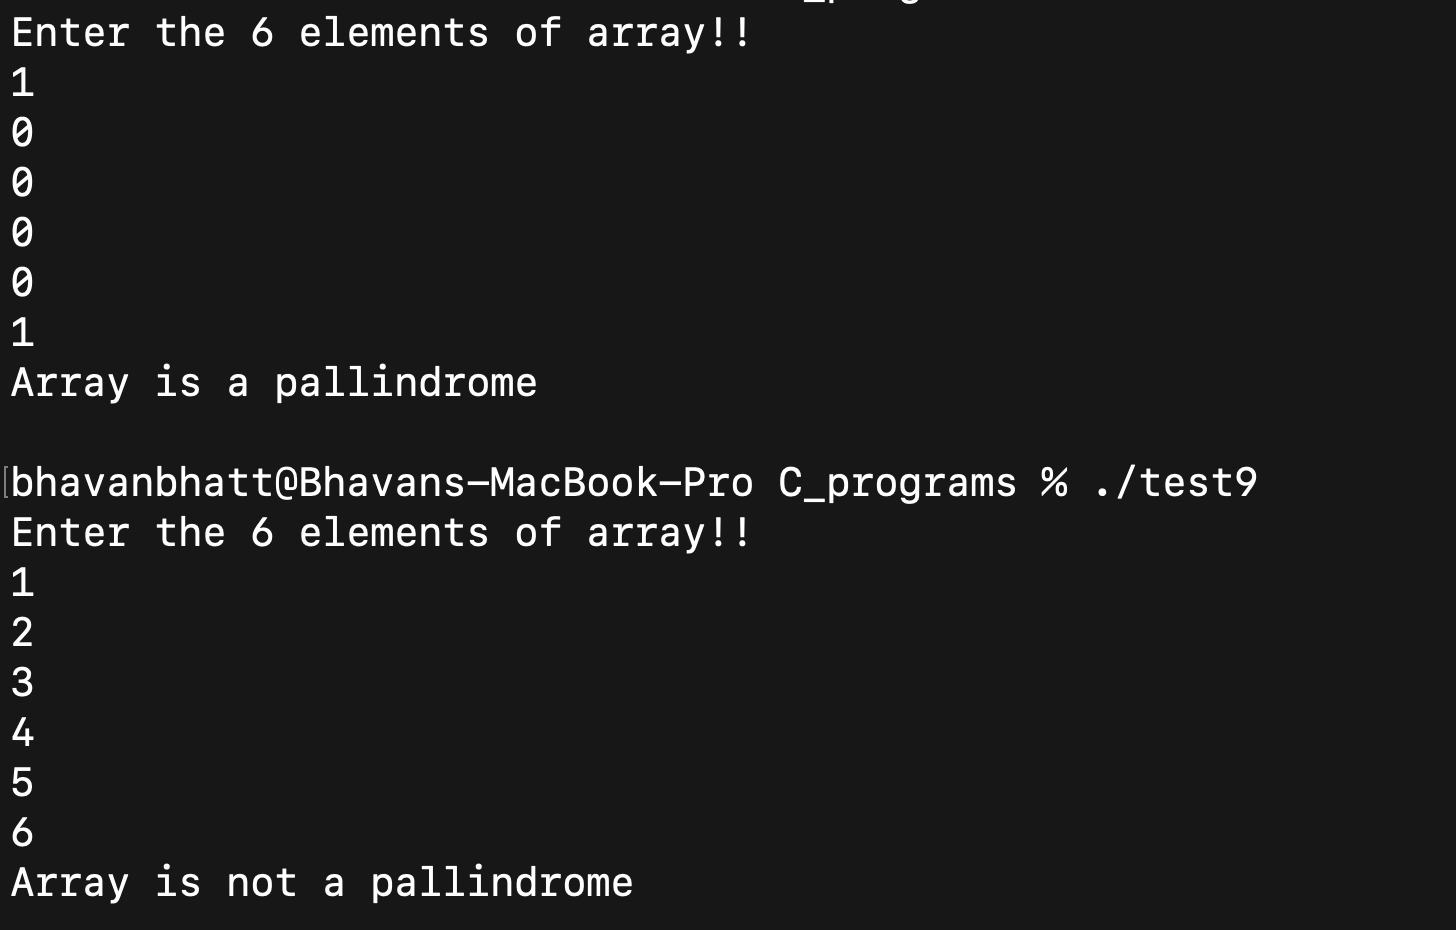 Enter the 6 elements of array!!
1
0
0
0
0
1
Array is a pallindrome
bhavanbhatt@Bhavans-MacBook-Pro C_programs % ./test9
Enter the 6 elements of array!!
1
2
3
4
5
6
Array is not a pallindrome